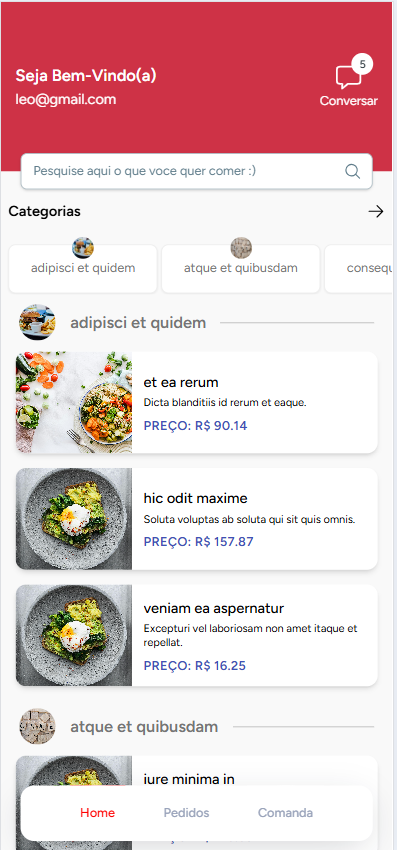 Seja Bem-Vindo(a)
leo@gmail.com
5
Conversar
Pesquise aqui o que voce quer comer :)
Categorias
adipisci et quidem
atque et quibusdam
consequ
adipisci et quidem
et ea rerum
Dicta blanditiis id rerum et eaque.
PREÇO: R$ 90.14
hic odit maxime
Soluta voluptas ab soluta qui sit quis omnis.
PREÇO: R$ 157.87
veniam ea aspernatur
Excepturi vel laboriosam non amet itaque et
repellat.
PREÇO: R$ 16.25
atque et quibusdam
iure minima in
Home
Pedidos
Comanda